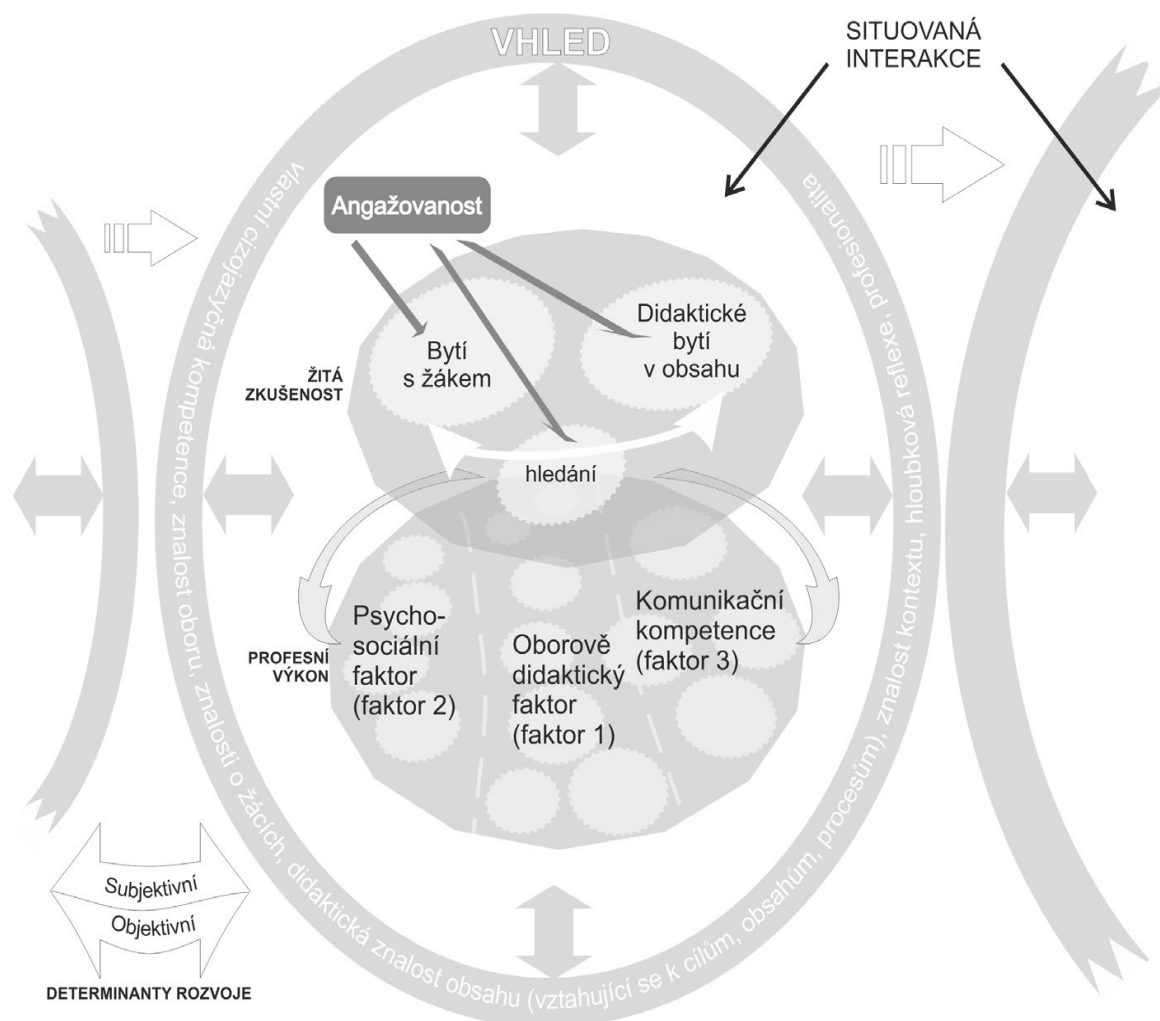 VHLED
SITUOVANÁ
INTERAKCE
Angažovanost
Bytí
s žákem
Didaktické
bytí
v obsahu
ŽITÁ
ZKUŠENOST
hledání
Psycho-
sociální
faktor
(faktor 2)
Oborově
didaktický
faktor
(faktor 1)
Komunikační
kompetence
(faktor 3)
PROFESNÍ
VÝKON
vlastní cizojazyčná kompetence, znalost oboru, znalosti o žácích, didaktická znalost obsahu (vztahující se k cílům, obsahům, procesům), znalost kontextu, hloubková reflexe, profesionalita
Subjektivní
Objektivní
DETERMINANTY ROZVOJE